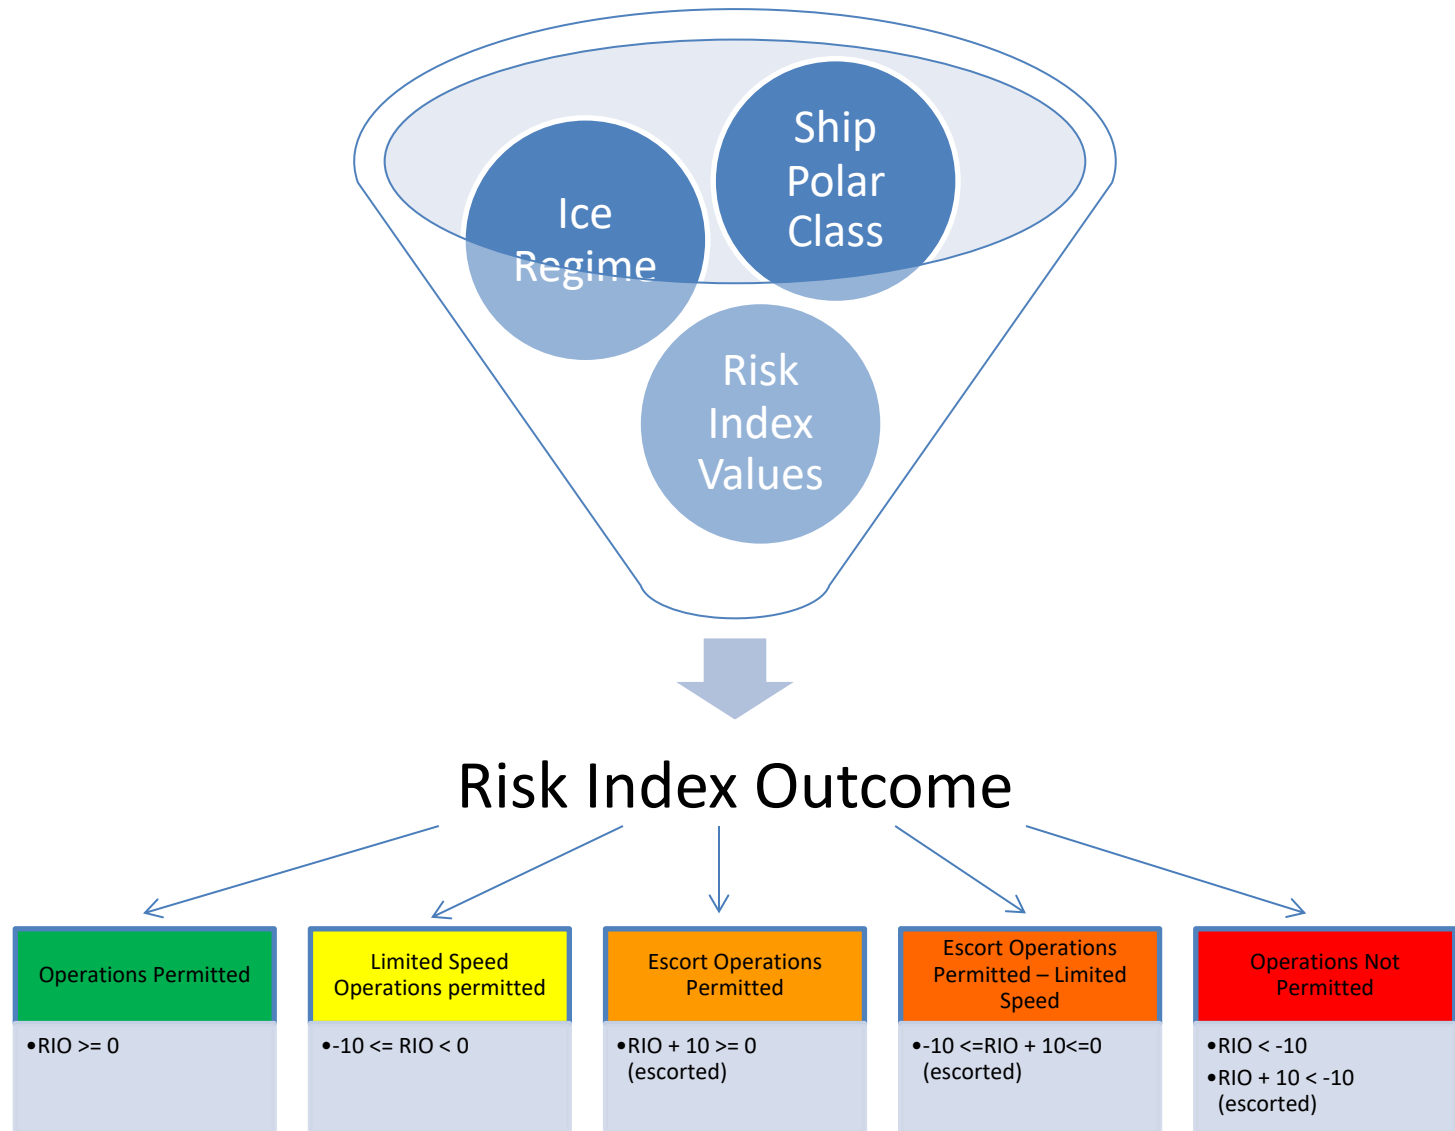 Ship
Polar
Class
Ice
Regime
Risk
Index
Values
Risk Index Outcome
Operations Permitted
•RIO >= 0
Limited Speed
Operations permitted
•-10 <= RIO < 0
Escort Operations
Permitted
•RIO + 10 >= 0
(escorted)
Escort Operations
Permitted – Limited
Speed
•-10 <=RIO + 10<=0
(escorted)
Operations Not
Permitted
•RIO < -10
•RIO + 10 < -10
(escorted)